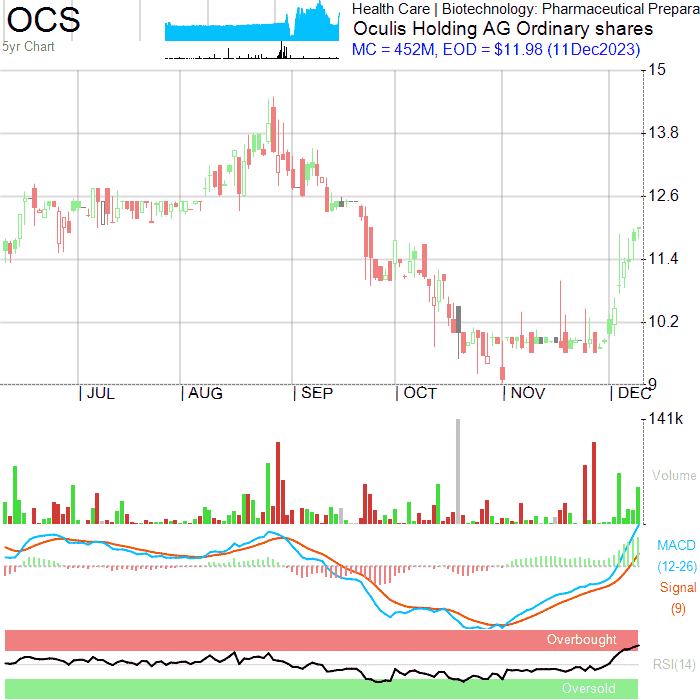 OCS
5yr Chart
Health Care | Biotechnology: Pharmaceutical Prepara
Oculis Holding AG Ordinary shares
MC = 452M, EOD = $11.98 (11Dec2023)
15
13.8
12.6
11.4
10.2
9
| JUL | AUG | SEP | OCT | NOV | DEC
141k
Volume
MACD
(12-26)
Signal
(9)
Overbought
RSI(14)
Oversold